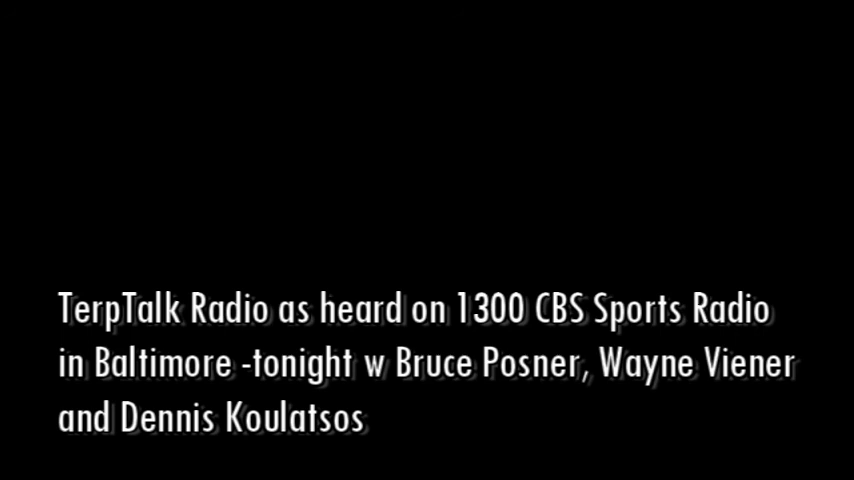 TerpTalk Radio as heard on 1300 CBS Sports Radio
in Baltimore -tonight w Bruce Posner, Wayne Viener
and Dennis Koulatsos